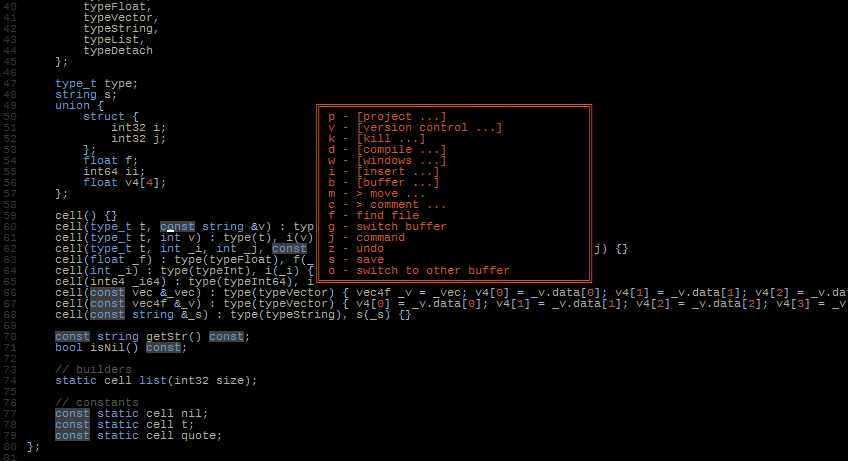 40 typeFloat,
41 typeVector,
42 typeString,
43 typeList,
44 typeDetach
45 };
46
47 type_t type;
48 string s;
49 union {
50 struct {
51 int32 i;
52 int32 j;
53 };
54 float f;
55 int64 ii;
56 float v4[4];
57 };
58
59 cell() {}
60 cell(type_t t, const string &v) : typ
61 cell(type_t t, int v) : type(t), i(v)
62 cell(type_t t, int _i, int _j, const j) {}
63 cell(float _f) : type(typeFloat), f(_
64 cell(int _i) : type(typeInt), i(_i) {
65 cell(int64 _i64) : type(typeInt64), i
66 cell(const vec &_vec) : type(typeVector) { vec4f _v = _vec; v4[0] = _v.data[0]; v4[1] = _v.data[1]; v4[2] = _v.da
67 cell(const vec4f &_v) : type(typeVector) { v4[0] = _v.data[0]; v4[1] = _v.data[1]; v4[2] = _v.data[2]; v4[3] = _v
68 cell(const string &_s) : type(typeString), s(_s) {}
69
70 const string getStr() const;
71 bool isNil() const;
72
73 // builders
74 static cell list(int32 size);
75
76 // constants
77 const static cell nil;
78 const static cell t;
79 const static cell quote;
80 };
81
p - [project ...]
v - [version control ...]
k - [kill ...]
d - [compile ...]
w - [windows ...]
i - [insert ...]
b - [buffer ...]
m - > move ...
c - > comment ...
f - find file
g - switch buffer
j - command
z - undo
s - save
o - switch to other buffer